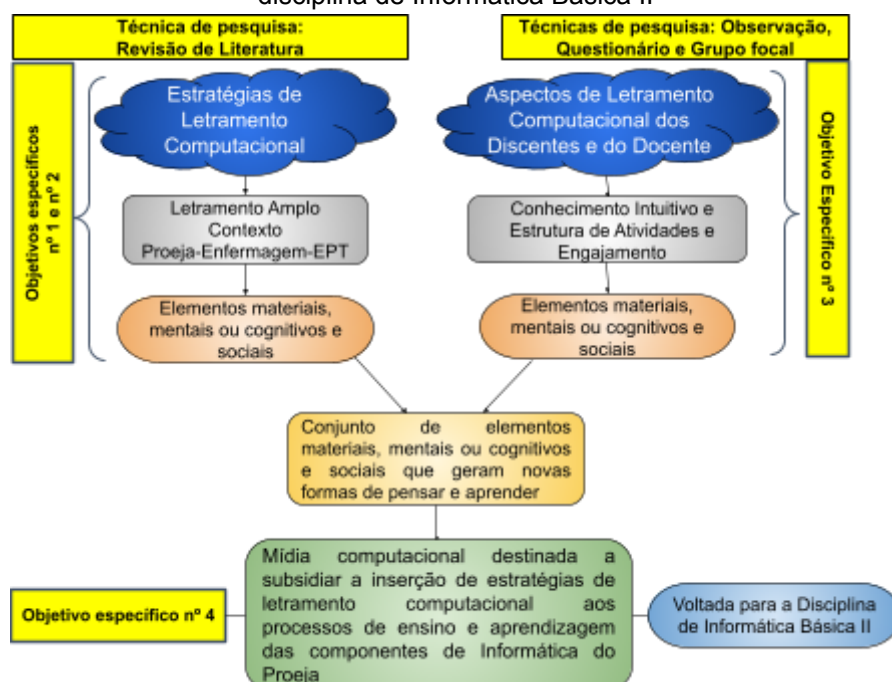 disciplina de Informática Básica II
Técnica de pesquisa:
Revisão de Literatura
Técnicas de pesquisa: Observação,
Questionário e Grupo focal
Objetivos específicos
nº 1 e nº 2
Estratégias de
Letramento
Computacional
Aspectos de Letramento
Computacional dos
Discentes e do Docente
Objetivo Específico nº 3
Letramento Amplo
Contexto
Proeja-Enfermagem-EPT
Conhecimento Intuitivo e
Estrutura de Atividades e
Engajamento
Elementos materiais,
mentais ou cognitivos e
sociais
Elementos materiais,
mentais ou cognitivos e
sociais
Conjunto de elementos
materiais, mentais ou cognitivos
e sociais que geram novas
formas de pensar e aprender
Objetivo específico nº 4
Mídia computacional destinada a
subsidiar a inserção de estratégias de
letramento computacional aos
processos de ensino e aprendizagem
das componentes de Informática do
Proeja
Voltada para a Disciplina
de Informática Básica II